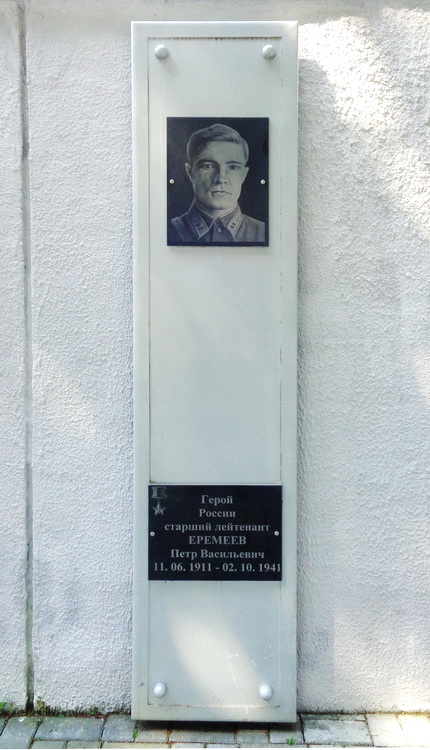 Герой
России
старший лейтенант
ЕРЕМЕЕВ
Петр Васильевич
11. 06. 1911 - 02. 10. 1941